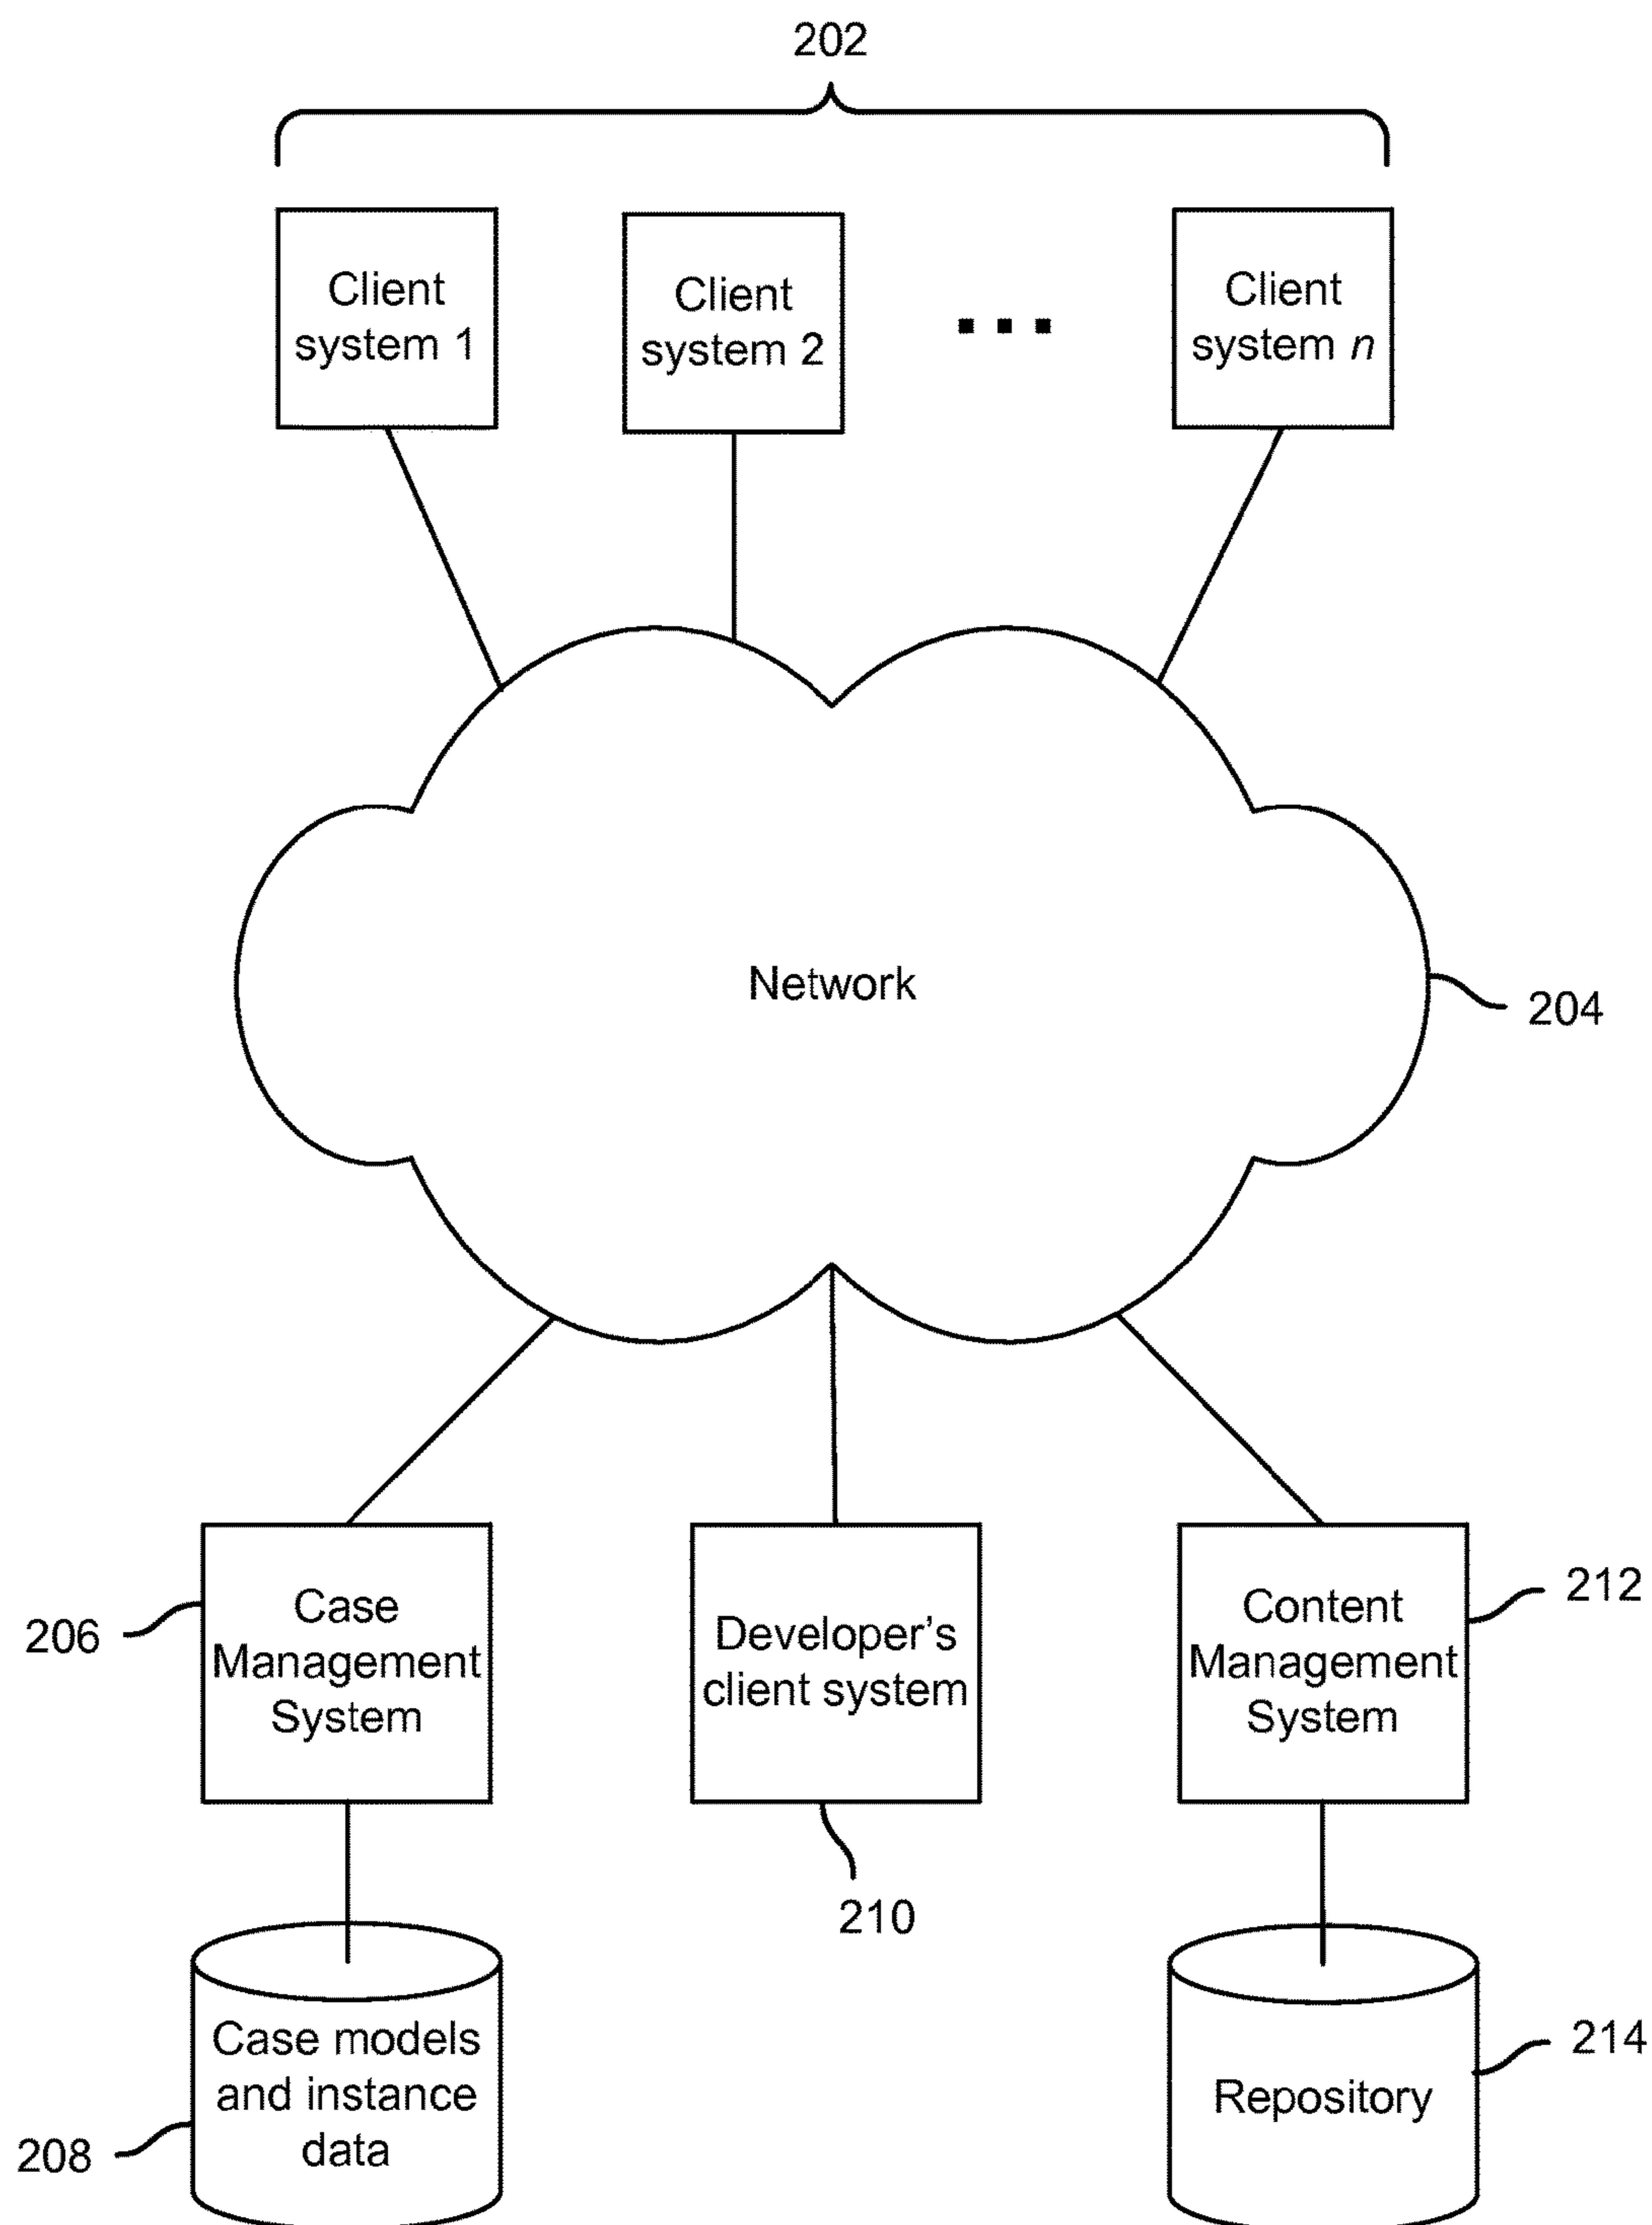 202
Client
system 1
Client
system 2
Client
system n
Network
204
206
Case
Management
System
Developer's
client system
210
Content
Management
System
212
Case models
and instance
data
208
Repository
214